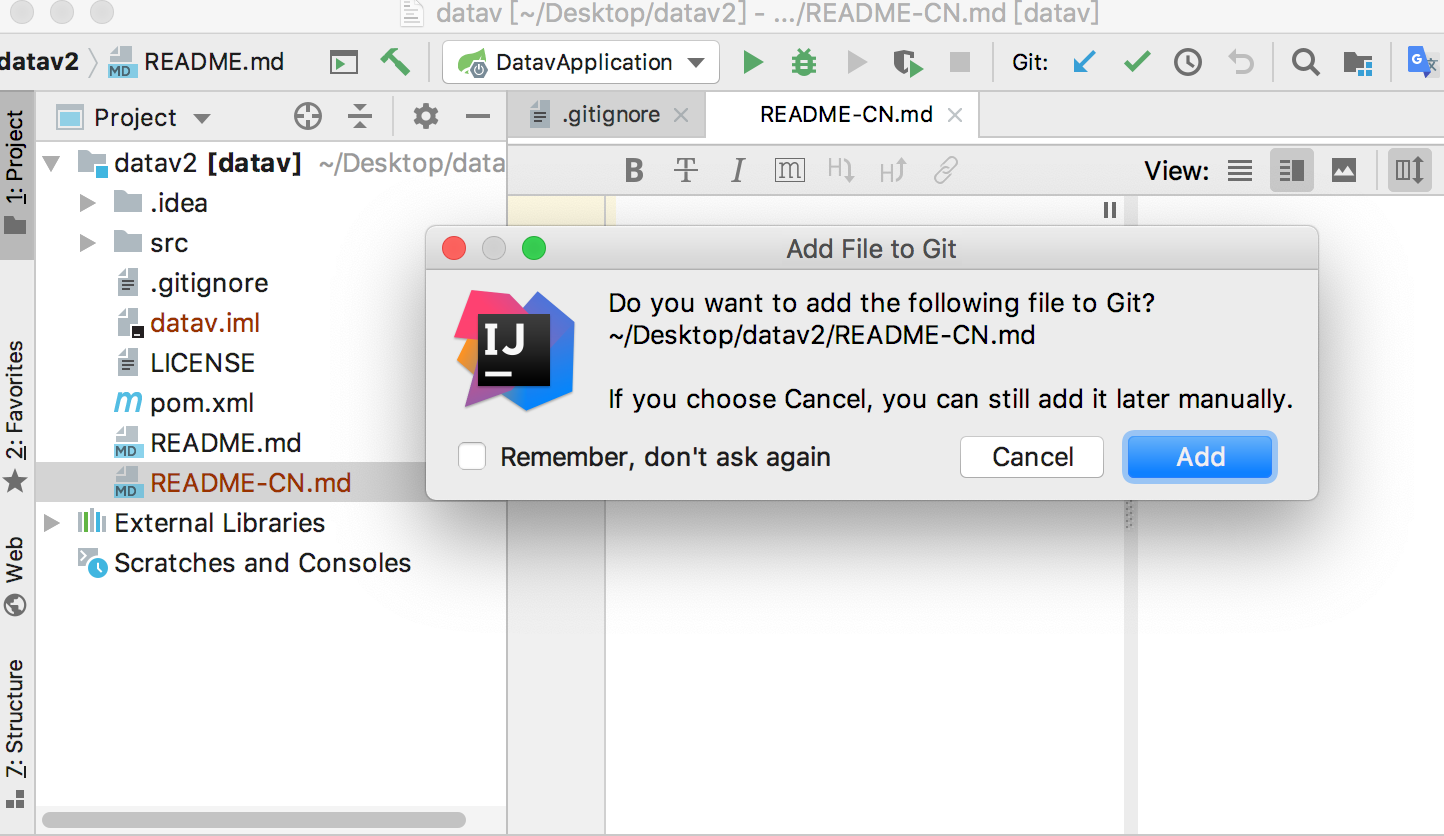 datav [~/Desktop/datav2] - .../README-CN.md [datav]
datav2 README.md DatavApplication Git:
1: Project
Project
.gitignore
README-CN.md
datav2 [datav] ~/Desktop/data
B T I m H H View:
.idea
src
.gitignore
datav.iml
LICENSE
pom.xml
README.md
README-CN.md
External Libraries
Scratches and Consoles
Add File to Git
IJ
Do you want to add the following file to Git?
~/Desktop/datav2/README-CN.md
If you choose Cancel, you can still add it later manually.
Remember, don't ask again
Cancel
Add
2: Favorites
Web
7: Structure